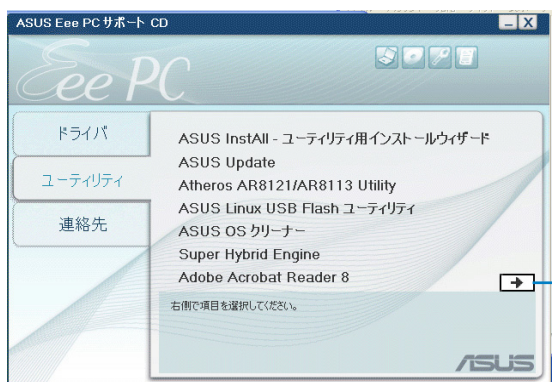 ASUS Eee PC サポート CD
Eee PC
ドライバ
ユーティリティ
連絡先
ASUS InstAll - ユーティリティ用インストールウィザード
ASUS Update
Atheros AR8121/AR8113 Utility
ASUS Linux USB Flash ユーティリティ
ASUS OS クリーナー
Super Hybrid Engine
Adobe Acrobat Reader 8
右側で項目を選択してください。
ASUS